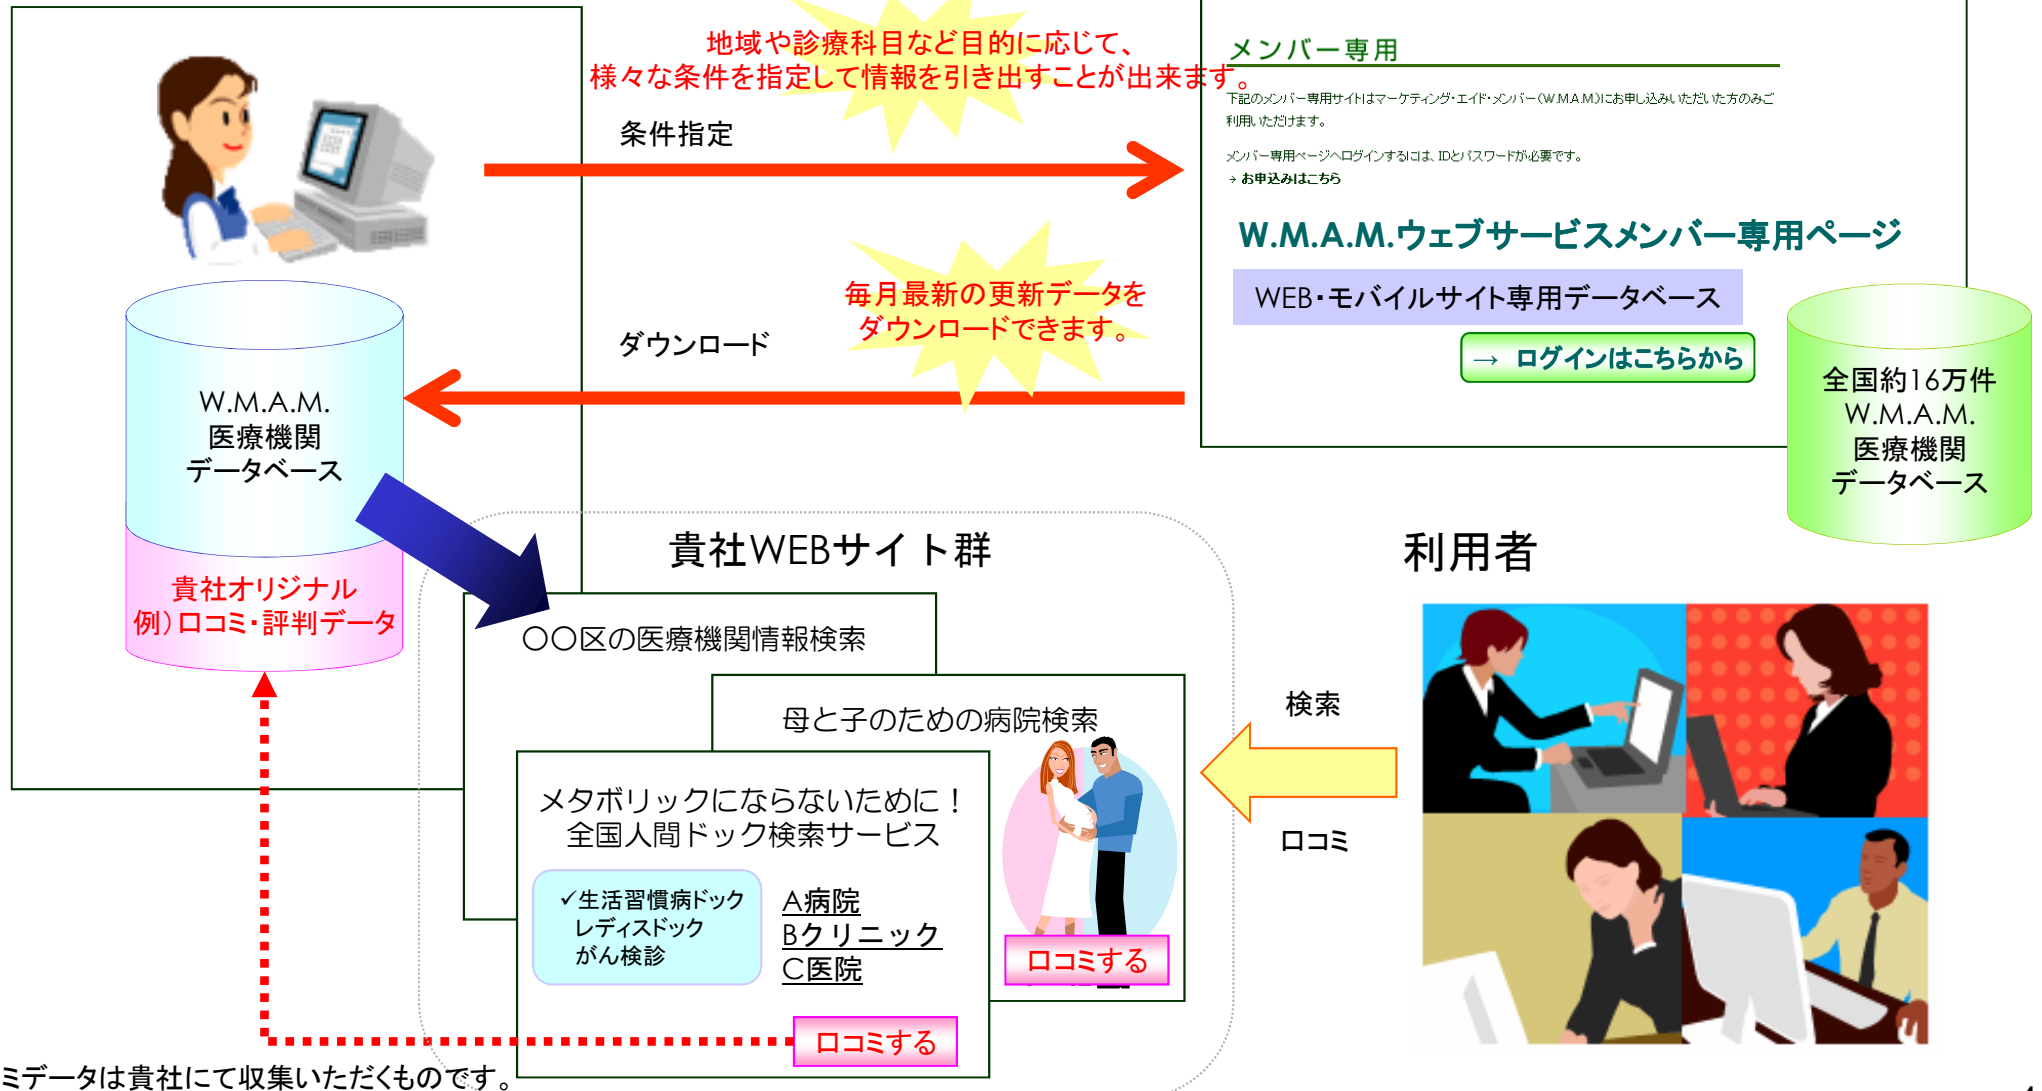 地域や診療科目など目的に応じて、
様々な条件を指定して情報を引き出すことが出来ます。
条件指定
メンバー専用
下記のメンバー専用サイトはマーケティング・エイド・メンバー(W.M.A.M)にお申し込みいただいた方のみご
利用いただけます。
メンバー専用ページへログインするには、IDとパスワードが必要です。
→ お申込みはこちら
W.M.A.M.ウェブサービスメンバー専用ページ
WEB・モバイルサイト専用データベース
→ ログインはこちらから
全国約16万件
W.M.A.M.
医療機関
データベース
毎月最新の更新データを
ダウンロードできます。
ダウンロード
W.M.A.M.
医療機関
データベース
貴社オリジナル
例）口コミ・評判データ
貴社WEBサイト群
〇〇区の医療機関情報検索
母と子のための病院検索
メタボリックにならないために！
全国人間ドック検索サービス
✓生活習慣病ドック
レディスドック
がん検診
A病院
Bクリニック
C医院
口コミする
口コミする
利用者
検索
口コミ
ミデータは貴社にて収集いただくものです。